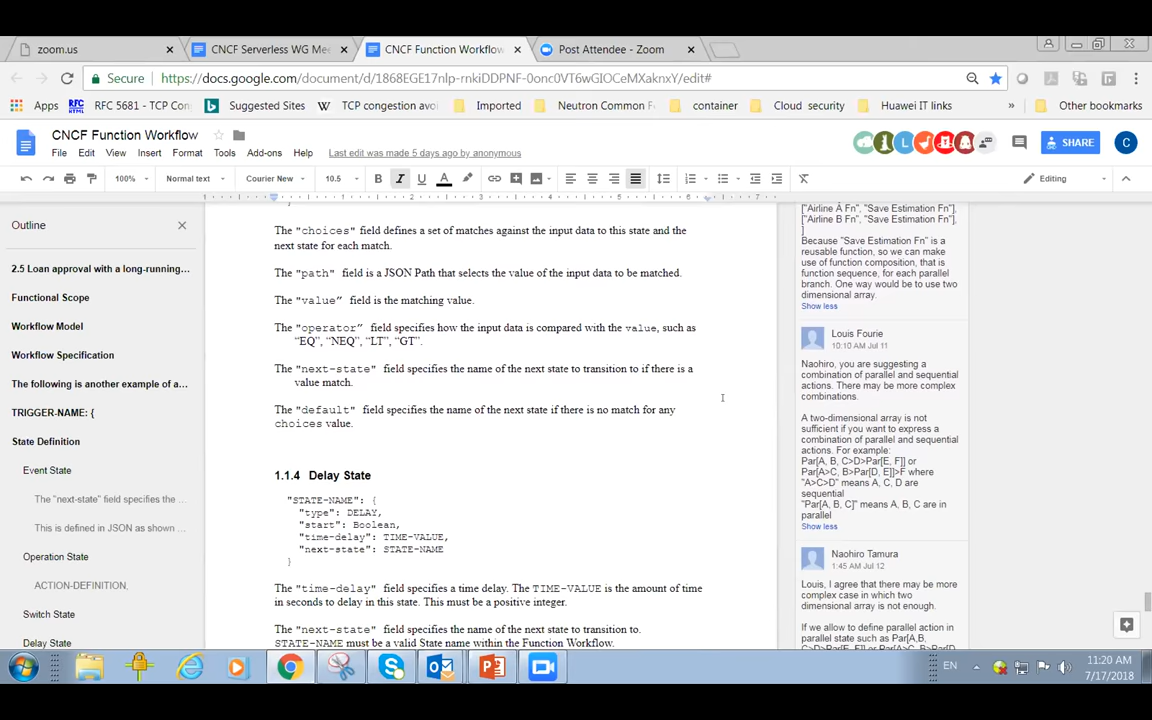 zoom.us
CNCF Serverless WG Mee
CNCF Function Workflow
Post Attendee - Zoom
Secure
https://docs.google.com/document/d/1868EGE17nlp-rnkiDDPNF-0onc0VT6wGIOCeMXaknxY/edit#
Apps
RFC 5681 - TCP Con
Suggested Sites
TCP congestion avo
Imported
Neutron Common F
container
Cloud security
Huawei IT links
»
Other bookmarks
CNCF Function Workflow
File Edit View Insert Format Tools Add-ons Help
Last edit was made 5 days ago by anonymous
L
SHARE
C
100%
Normal text
Courier New
10.5
B I U A
Editing
1 2 3 4 5 6 7
Outline
2.5 Loan approval with a long-running...
Functional Scope
Workflow Model
Workflow Specification
The following is another example of a...
TRIGGER-NAME: {
State Definition
Event State
The "next-state" field specifies the ...
This is defined in JSON as shown ...
Operation State
ACTION-DEFINITION,
Switch State
Delay State
The "choices" field defines a set of matches against the input data to this state and the
next state for each match.
The "path" field is a JSON Path that selects the value of the input data to be matched.
The "value” field is the matching value.
The "operator” field specifies how the input data is compared with the value, such as
“EQ”, “NEQ”, “LT”, “GT”.
The "next-state" field specifies the name of the next state to transition to if there is a
value match.
The "default" field specifies the name of the next state if there is no match for any
choices value.
1.1.4 Delay State
"STATE-NAME": {
"type": DELAY,
"start": Boolean,
"time-delay": TIME-VALUE,
"next-state": STATE-NAME
}
The "time-delay" field specifies a time delay. The TIME-VALUE is the amount of time
in seconds to delay in this state. This must be a positive integer.
The "next-state" field specifies the name of the next state to transition to.
STATE-NAME must be a valid State name within the Function Workflow.
["Airline A Fn", "Save Estimation Fn"],
["Airline B Fn", "Save Estimation Fn"],
]
Because "Save Estimation Fn" is a
reusable function, so we can make
use of function composition, that is
function sequence, for each parallel
branch. One way would be to use two
dimensional array.
Show less
Louis Fourie
10:10 AM Jul 11
Naohiro, you are suggesting a
combination of parallel and sequential
actions. There may be more complex
combinations.
A two-dimensional array is not
sufficient if you want to express a
combination of parallel and sequential
actions. For example:
Par[A, B, C>D>Par[E, F]] or
Par[A>C, B>Par[D, E]]>F where
"A>C>D" means A, C, D are
sequential
"Par[A, B, C]" means A, B, C are in
parallel
Show less
Naohiro Tamura
1:45 AM Jul 12
Louis, I agree that there may be more
complex case in which two
dimensional array is not enough.
If we allow to define parallel action in
parallel state such as Par[A,B,
EN
11:20 AM
7/17/2018